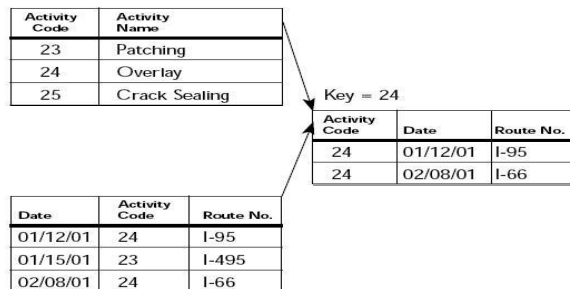 Activity Code Activity Name
23 Patching
24 Overlay
25 Crack Sealing
Key = 24
Activity Code Date Route No.
24 01/12/01 I-95
24 02/08/01 I-66
Date Activity Code Route No.
01/12/01 24 I-95
01/15/01 23 I-495
02/08/01 24 I-66